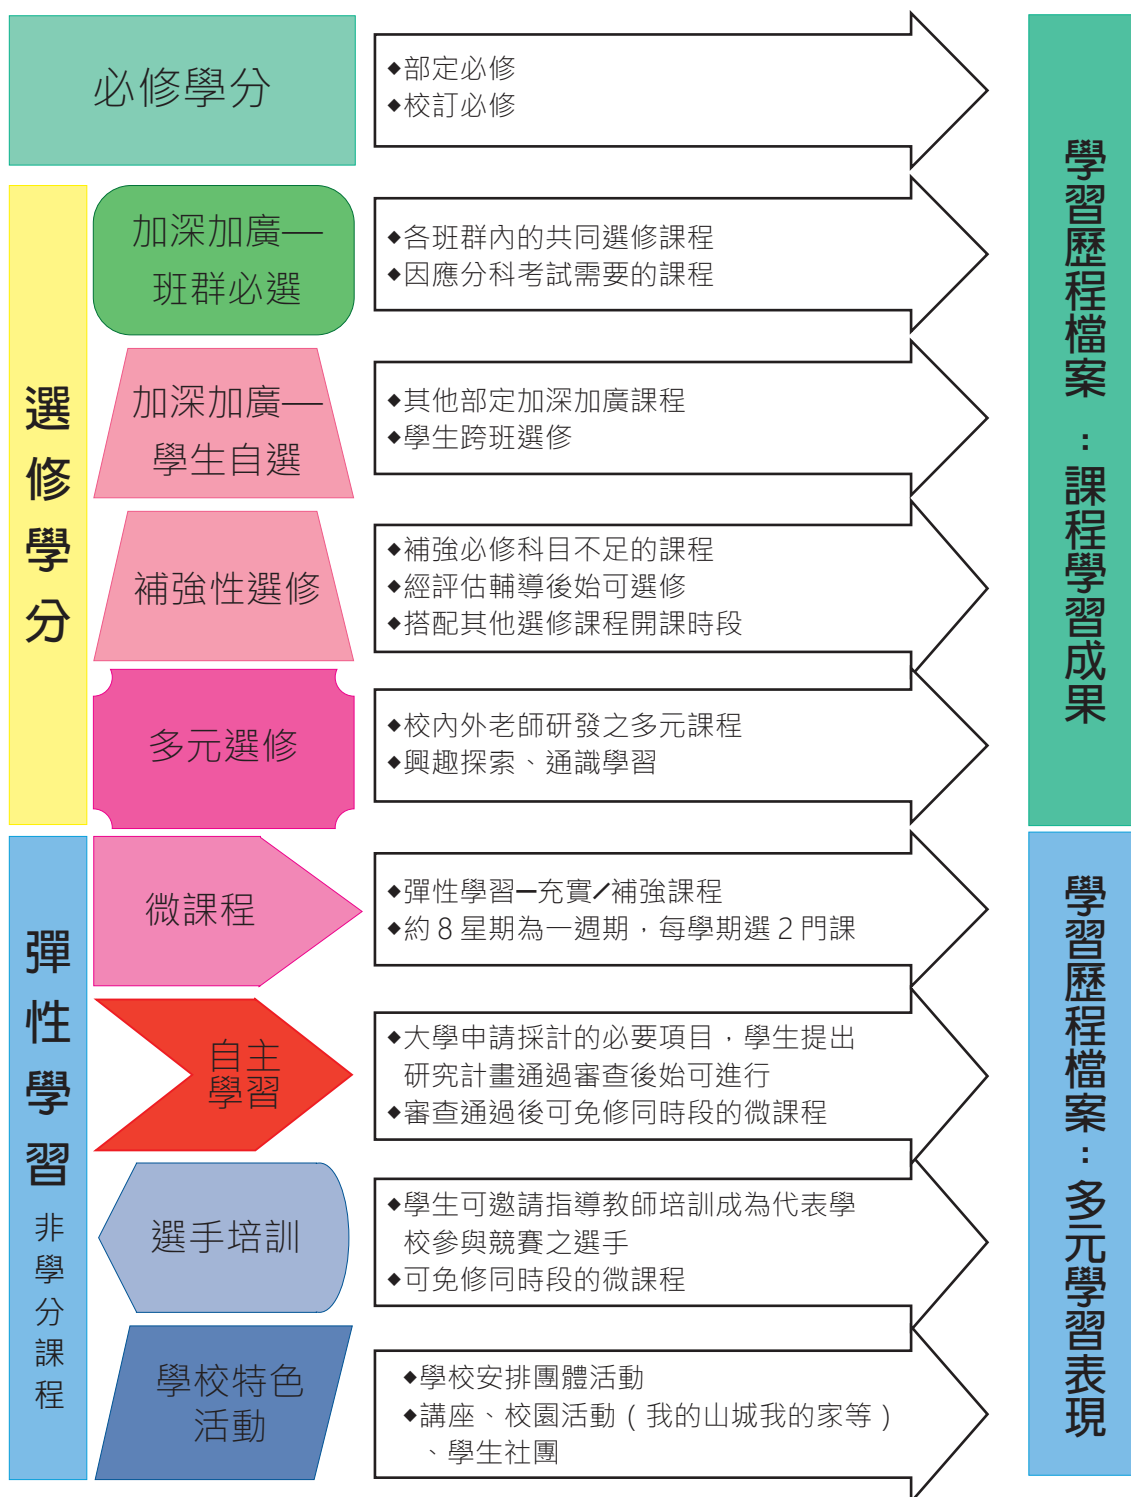 必修學分
◆部定必修
◆校訂必修
選修學分
加深加廣—
班群必選
◆各班群內的共同選修課程
◆因應分科考試需要的課程
加深加廣—
學生自選
◆其他部定加深加廣課程
◆學生跨班選修
補強性選修
◆補強必修科目不足的課程
◆經評估輔導後始可選修
◆搭配其他選修課程開課時段
多元選修
◆校內外老師研發之多元課程
◆興趣探索、通識學習
學習歷程檔案：課程學習成果
彈性學習 非學分課程
微課程
◆彈性學習—充實/補強課程
◆約8星期為一週期，每學期選2門課
自主
學習
◆大學申請採計的必要項目，學生提出
研究計畫通過審查後始可進行
◆審查通過後可免修同時段的微課程
選手培訓
◆學生可邀請指導教師培訓成為代表學
校參與競賽之選手
◆可免修同時段的微課程
學校特色
活動
◆學校安排團體活動
◆講座、校園活動（我的山城我的家等）
、學生社團
學習歷程檔案：多元學習表現